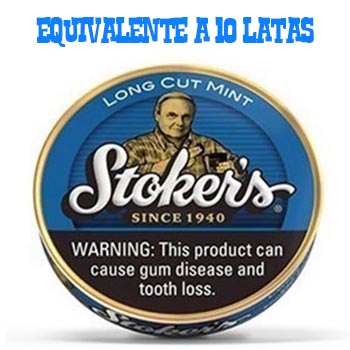 EQUIVALENTE A 10 LATAS
LONG CUT MINT
Stoker's
SINCE 1940
WARNING: This product can
cause gum disease and
tooth loss.